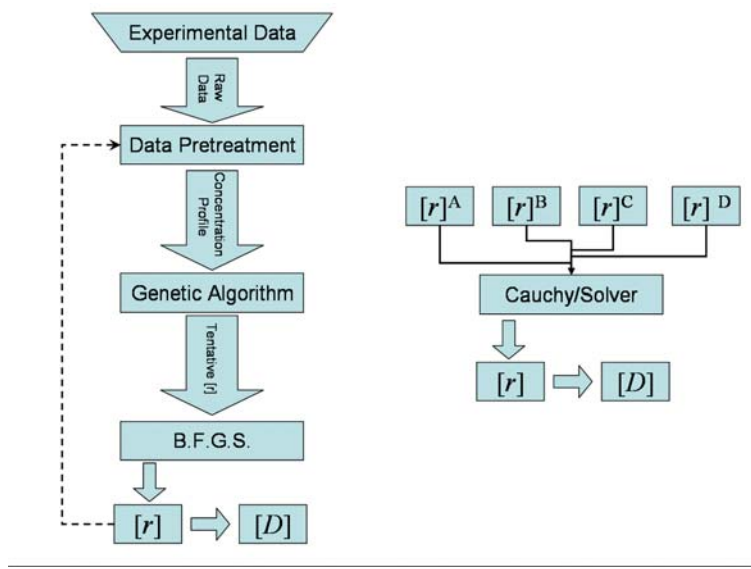 Experimental Data
Raw
Data
Data Pretreatment
Concentration
Profile
Genetic Algorithm
Tentative [r]
B.F.G.S.
[r]
[D]
[r]A
[r]B
[r]C
[r] D
Cauchy/Solver
[r]
[D]